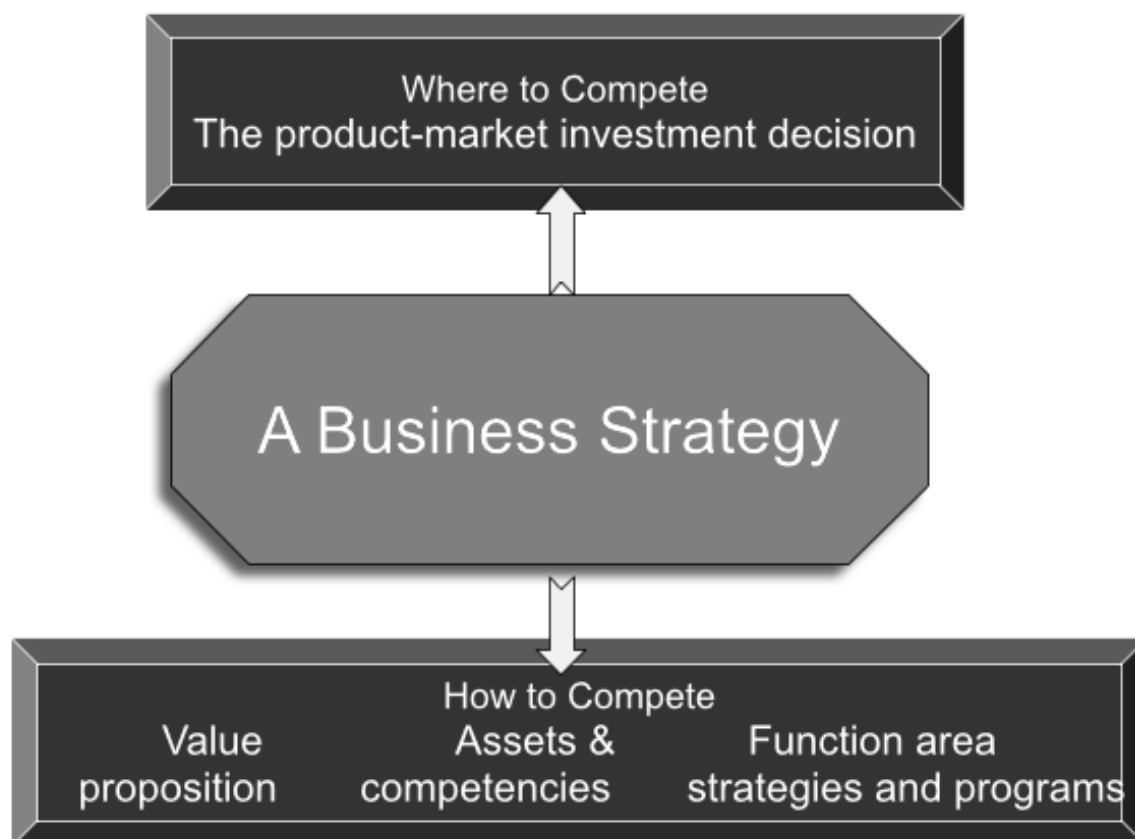 Where to Compete
The product-market investment decision
A Business Strategy
How to Compete
Value Assets & Function area
proposition competencies strategies and programs